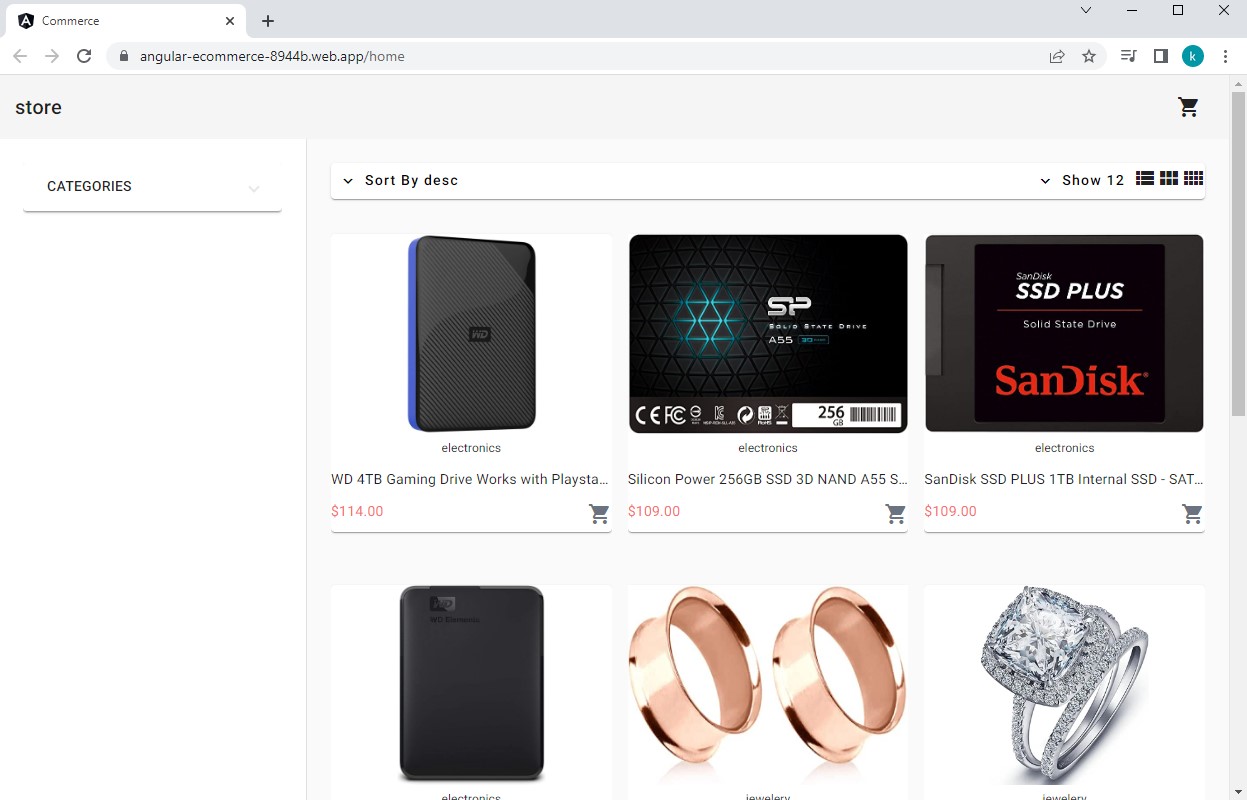 Commerce
angular-ecommerce-8944b.web.app/home
k
store
CATEGORIES
Sort By desc
Show 12
WD
SP
SOLID STATE DRIVE
A55 3D NAND
256
GB
SanDisk
SSD PLUS
Solid State Drive
SanDisk
electronics
electronics
electronics
WD 4TB Gaming Drive Works with Playsta...
Silicon Power 256GB SSD 3D NAND A55 S...
SanDisk SSD PLUS 1TB Internal SSD - SAT...
$114.00
$109.00
$109.00
WD
WD Elements
electronics
jewelery
jewelery